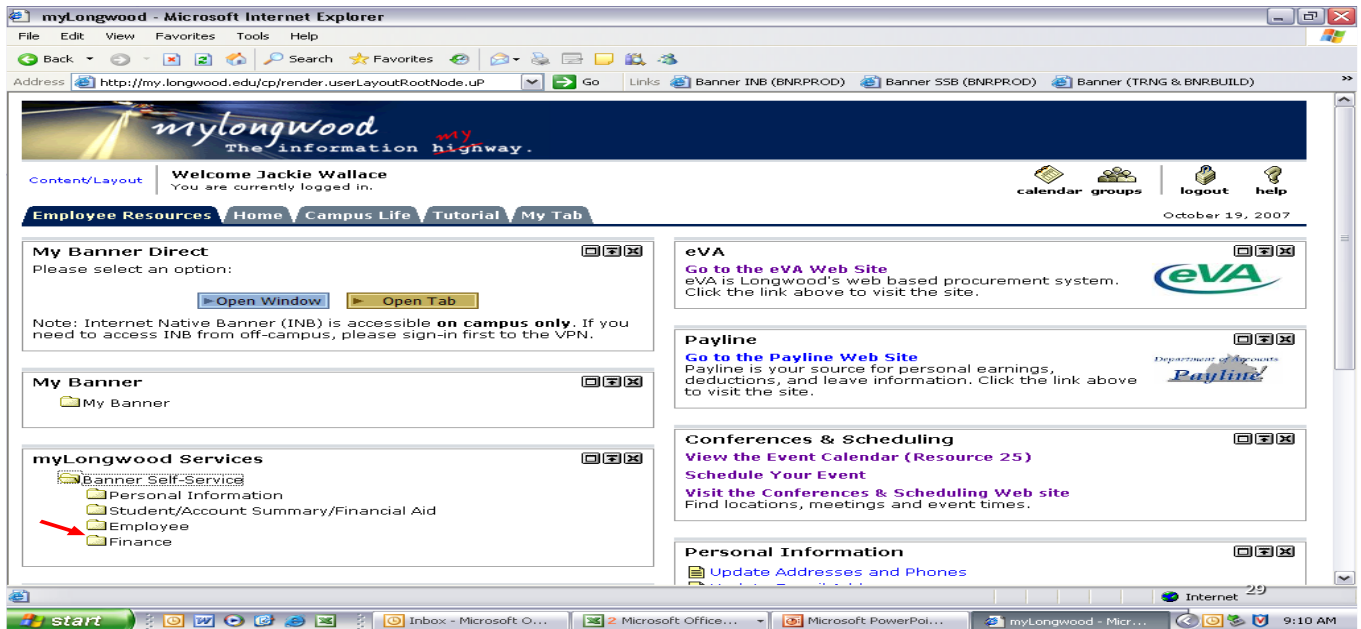 myLongwood - Microsoft Internet Explorer
File Edit View Favorites Tools Help
Back Search Favorites
Address http://my.longwood.edu/cp/render.userLayoutRootNode.uP Go Links Banner INB (BNRPROD) Banner SSB (BNRPROD) Banner (TRNG & BNRBUILD) »
mylongwood
my
The information highway.
Content/Layout Welcome Jackie Wallace
You are currently logged in.
calendar groups logout help
Employee Resources Home Campus Life Tutorial My Tab October 19, 2007
My Banner Direct
Please select an option:
Open Window Open Tab
Note: Internet Native Banner (INB) is accessible on campus only. If you
need to access INB from off-campus, please sign-in first to the VPN.
My Banner
My Banner
myLongwood Services
Banner Self-Service
Personal Information
Student/Account Summary/Financial Aid
Employee
Finance
eVA
Go to the eVA Web Site
eVA is Longwood's web based procurement system.
Click the link above to visit the site.
eVA
Payline
Go to the Payline Web Site
Payline is your source for personal earnings,
deductions, and leave information. Click the link above
to visit the site.
Department of Accounts
Payline
Conferences & Scheduling
View the Event Calendar (Resource 25)
Schedule Your Event
Visit the Conferences & Scheduling Web site
Find locations, meetings and event times.
Personal Information
Update Addresses and Phones
Internet 29
start Inbox - Microsoft O... 2 Microsoft Office... Microsoft PowerPoi... myLongwood - Micr... 9:10 AM